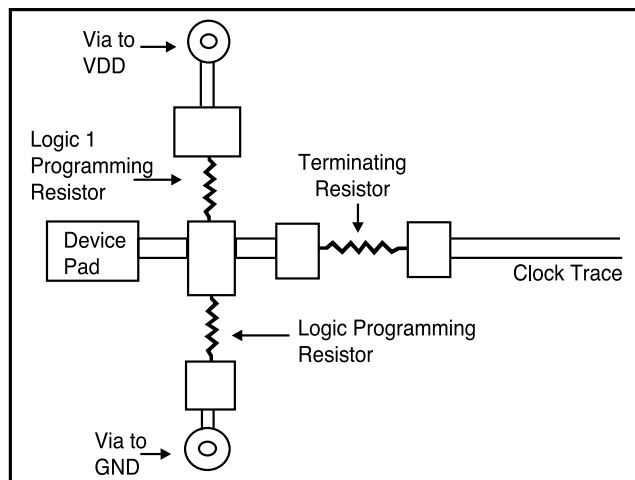 Via to
VDD
Logic 1
Programming
Resistor
Terminating
Resistor
Device
Pad
Clock Trace
Logic Programming
Resistor
Via to
GND